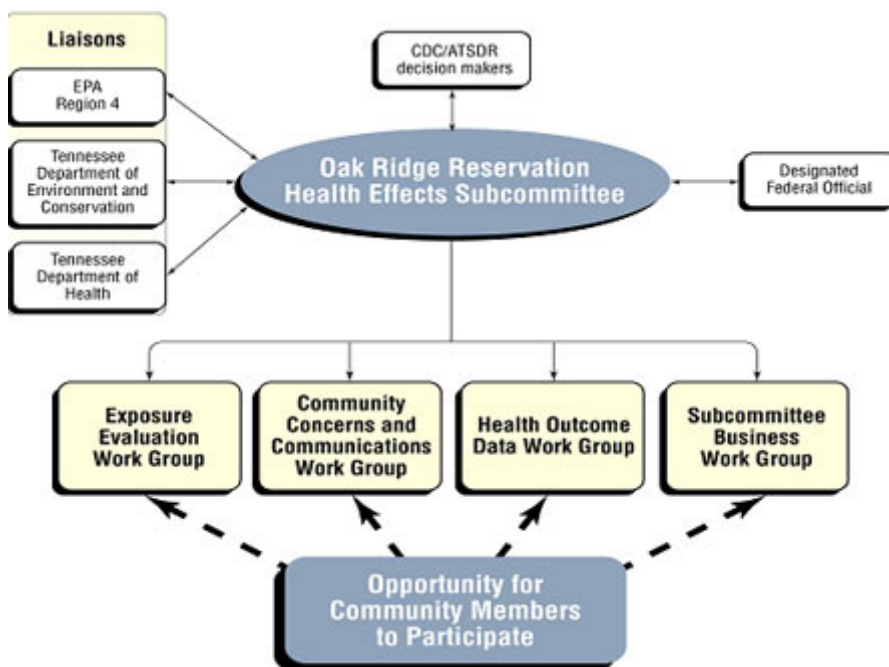 Liaisons
EPA
Region 4
Tennessee
Department of
Environment and
Conservation
Tennessee
Department of
Health
CDC/ATSDR
decision makers
Oak Ridge Reservation
Health Effects Subcommittee
Designated
Federal Official
Exposure
Evaluation
Work Group
Community
Concerns and
Communications
Work Group
Health Outcome
Data Work Group
Subcommittee
Business
Work Group
Opportunity for
Community Members
to Participate